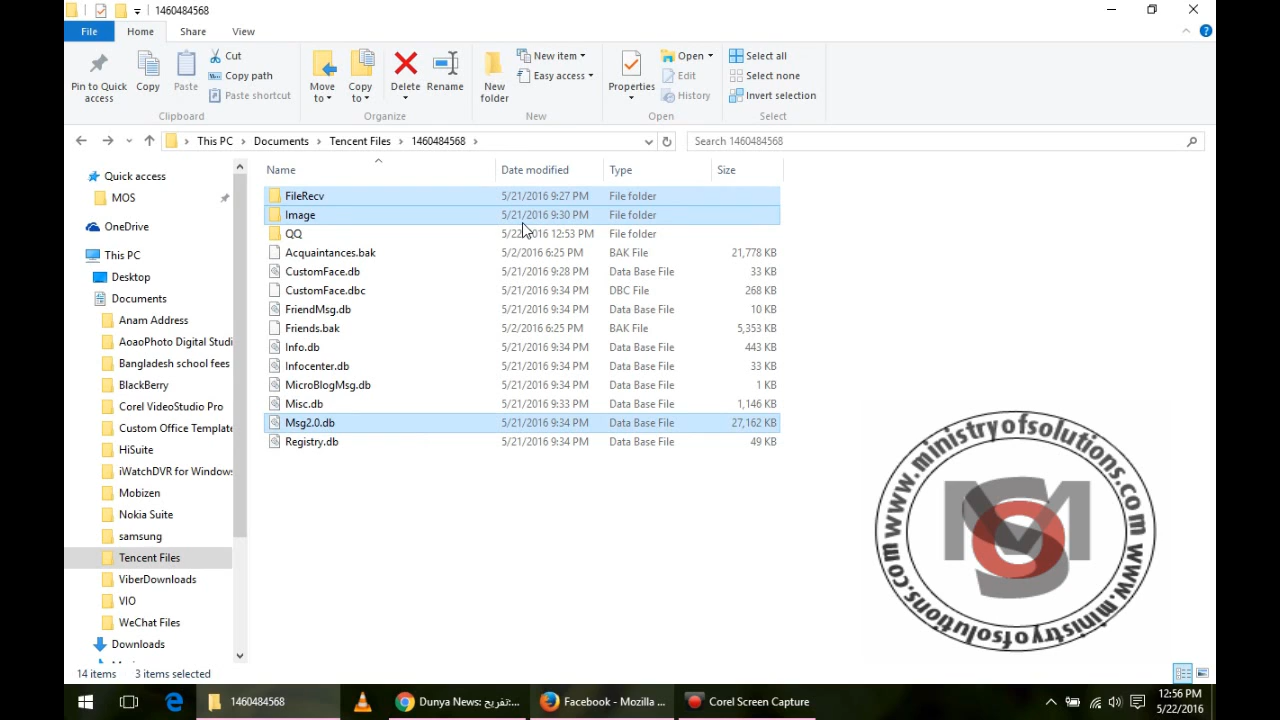 1460484568
File Home Share View
Pin to Quick access
Copy
Paste
Cut
Copy path
Paste shortcut
Clipboard
Move to
Copy to
Delete
Rename
Organize
New folder
New item
Easy access
New
Properties
Open
Edit
History
Open
Select all
Select none
Invert selection
Select
This PC > Documents > Tencent Files > 1460484568 >
Search 1460484568
Quick access
MOS
OneDrive
This PC
Desktop
Documents
Anam Address
AoaoPhoto Digital Studi
Bangladesh school fees
BlackBerry
Corel VideoStudio Pro
Custom Office Template
HiSuite
iWatchDVR for Windows
Mobizen
Nokia Suite
samsung
Tencent Files
ViberDownloads
VIO
WeChat Files
Downloads
Name Date modified Type Size
FileRecv 5/21/2016 9:27 PM File folder
Image 5/21/2016 9:30 PM File folder
QQ 5/22/2016 12:53 PM File folder
Acquaintances.bak 5/2/2016 6:25 PM BAK File 21,778 KB
CustomFace.db 5/21/2016 9:28 PM Data Base File 33 KB
CustomFace.dbc 5/21/2016 9:34 PM DBC File 268 KB
FriendMsg.db 5/21/2016 9:34 PM Data Base File 10 KB
Friends.bak 5/2/2016 6:25 PM BAK File 5,353 KB
Info.db 5/21/2016 9:34 PM Data Base File 443 KB
Infocenter.db 5/21/2016 9:34 PM Data Base File 33 KB
MicroBlogMsg.db 5/21/2016 9:34 PM Data Base File 1 KB
Misc.db 5/21/2016 9:33 PM Data Base File 1,146 KB
Msg2.0.db 5/21/2016 9:34 PM Data Base File 27,162 KB
Registry.db 5/21/2016 9:34 PM Data Base File 49 KB
www.ministryofsolutions.com
www.ministryofsolutions.com
MOS
14 items 3 items selected
1460484568
Dunya News: تفريح:...
Facebook - Mozilla ...
Corel Screen Capture
12:56 PM
5/22/2016